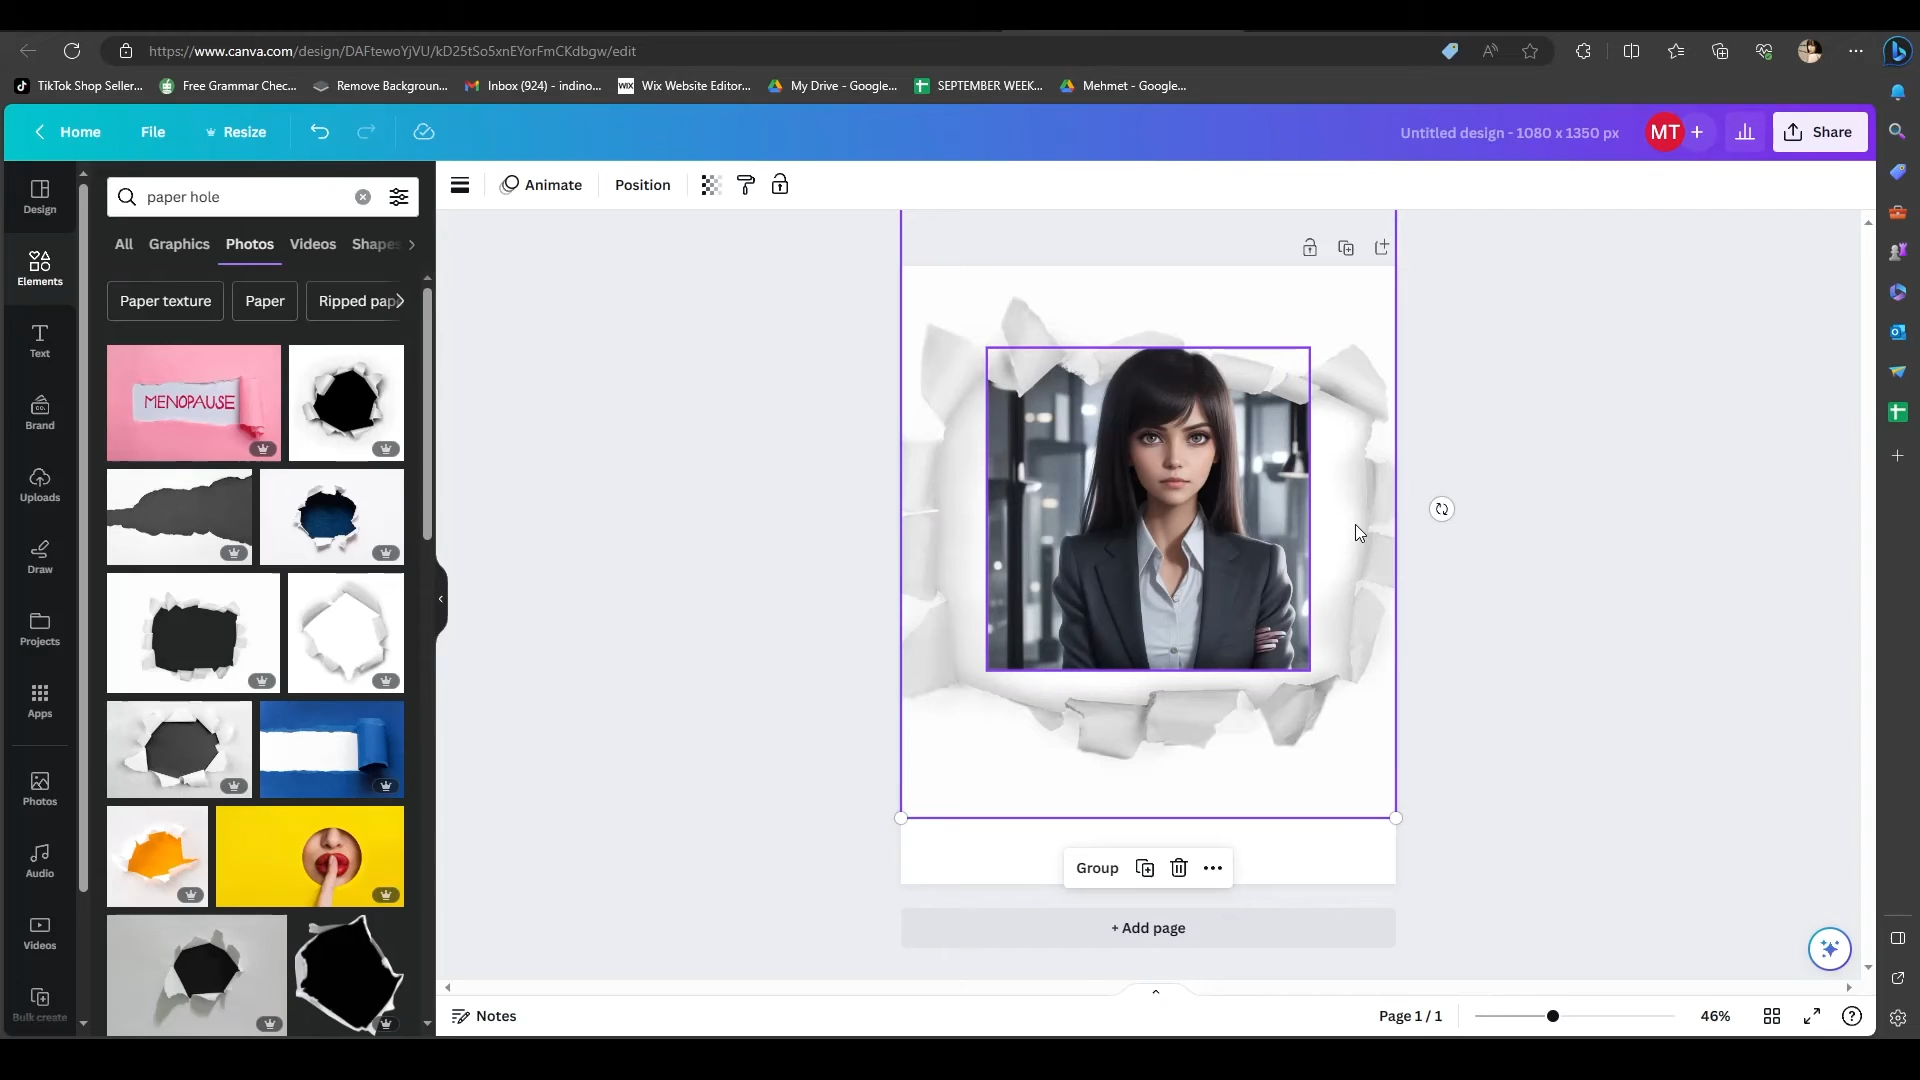 https://www.canva.com/design/DAFtewoYjVU/kD25tSo5xnEYorFmCKdbgw/edit
TikTok Shop Seller...
Free Grammar Chec...
Remove Backgroun...
Inbox (924) - indino...
WIX
Wix Website Editor...
My Drive - Google...
SEPTEMBER WEEK...
Mehmet - Google...
Home
File
Resize
Untitled design - 1080 x 1350 px
MT
Share
Design
Elements
Text
Brand
Uploads
Draw
Projects
Apps
Photos
Audio
Videos
Bulk create
paper hole
All
Graphics
Photos
Videos
Shapes
Paper texture
Paper
Ripped pap
MENOPAUSE
Animate
Position
Group
+ Add page
Notes
Page 1 / 1
46%